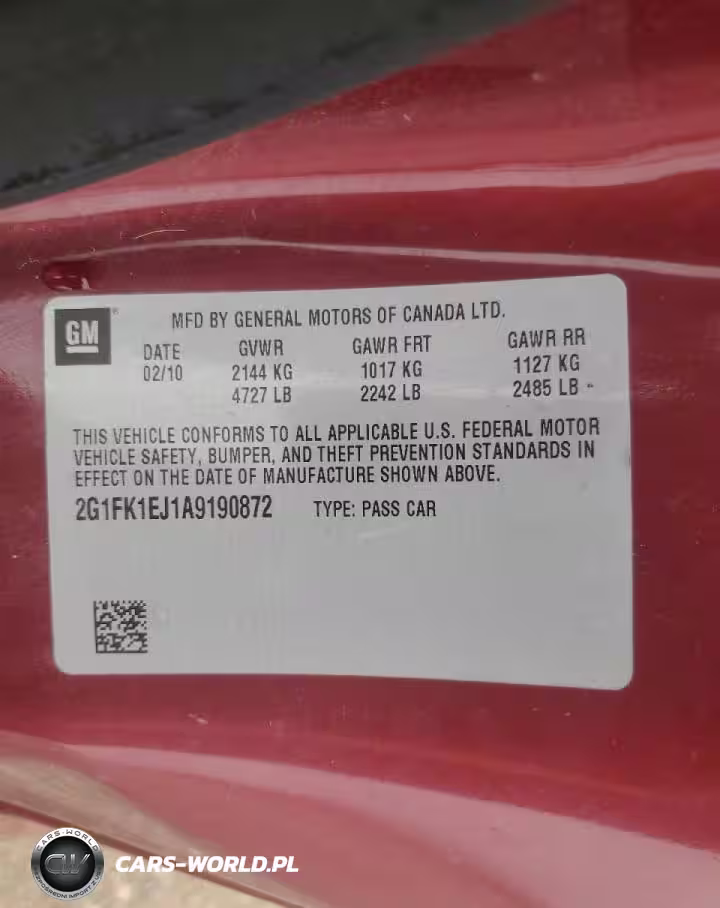 GM
MFD BY GENERAL MOTORS OF CANADA LTD.
DATE GVWR GAWR FRT GAWR RR
02/10 2144 KG 1017 KG 1127 KG
4727 LB 2242 LB 2485 LB
THIS VEHICLE CONFORMS TO ALL APPLICABLE U.S. FEDERAL MOTOR
VEHICLE SAFETY, BUMPER, AND THEFT PREVENTION STANDARDS IN
EFFECT ON THE DATE OF MANUFACTURE SHOWN ABOVE.
2G1FK1EJ1A9190872 TYPE: PASS CAR
CARS-WORLD
CW
CARS-WORLD.PL